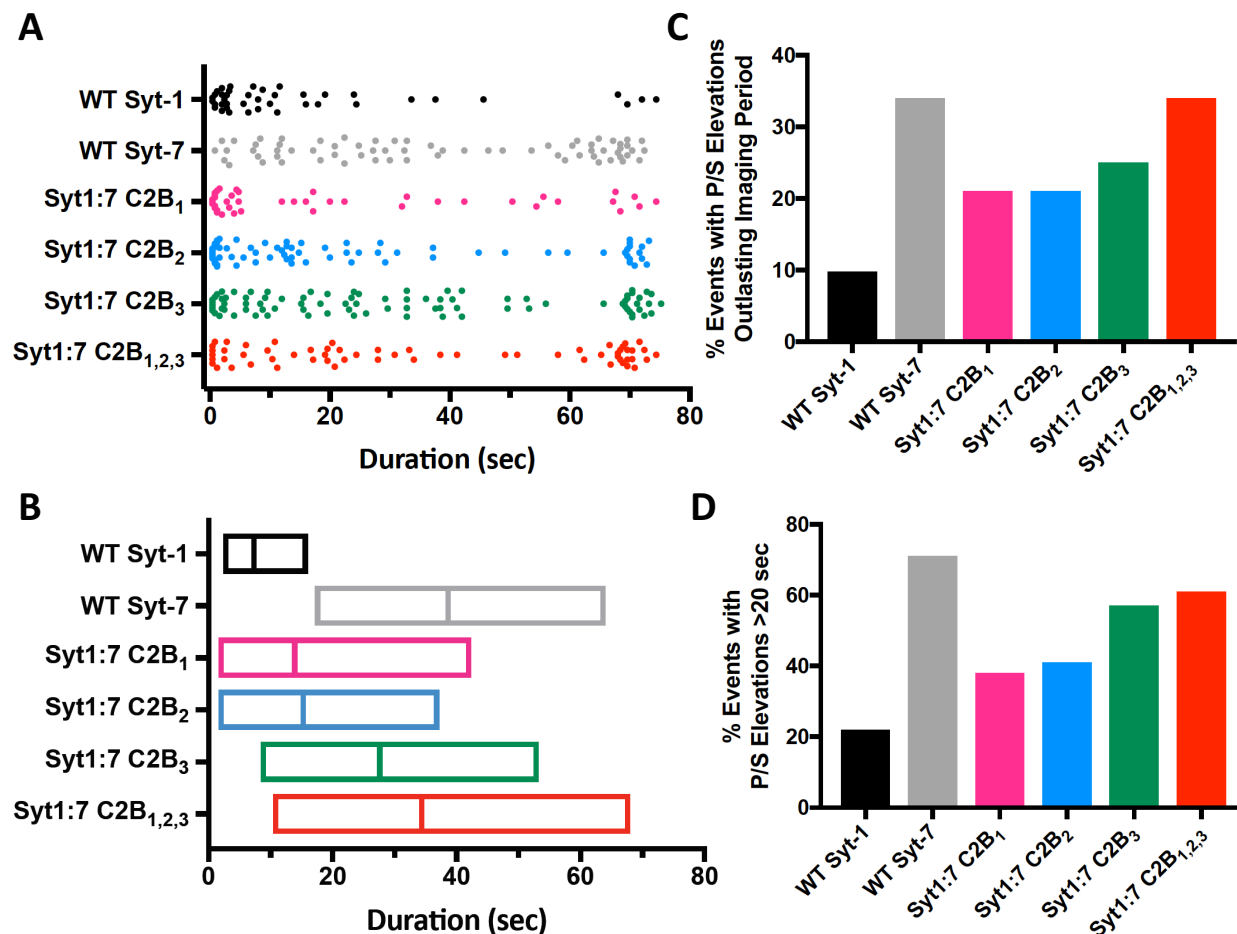 A
WT Syt-1
WT Syt-7
Syt1:7 C2B1
Syt1:7 C2B2
Syt1:7 C2B3
Syt1:7 C2B1,2,3
0 20 40 60 80
Duration (sec)
B
WT Syt-1
WT Syt-7
Syt1:7 C2B1
Syt1:7 C2B2
Syt1:7 C2B3
Syt1:7 C2B1,2,3
0 20 40 60 80
Duration (sec)
C
% Events with P/S Elevations
Outlasting Imaging Period
40
30
20
10
0
WT Syt-1
WT Syt-7
Syt1:7 C2B1
Syt1:7 C2B2
Syt1:7 C2B3
Syt1:7 C2B1,2,3
D
% Events with
P/S Elevations >20 sec
80
60
40
20
0
WT Syt-1
WT Syt-7
Syt1:7 C2B1
Syt1:7 C2B2
Syt1:7 C2B3
Syt1:7 C2B1,2,3